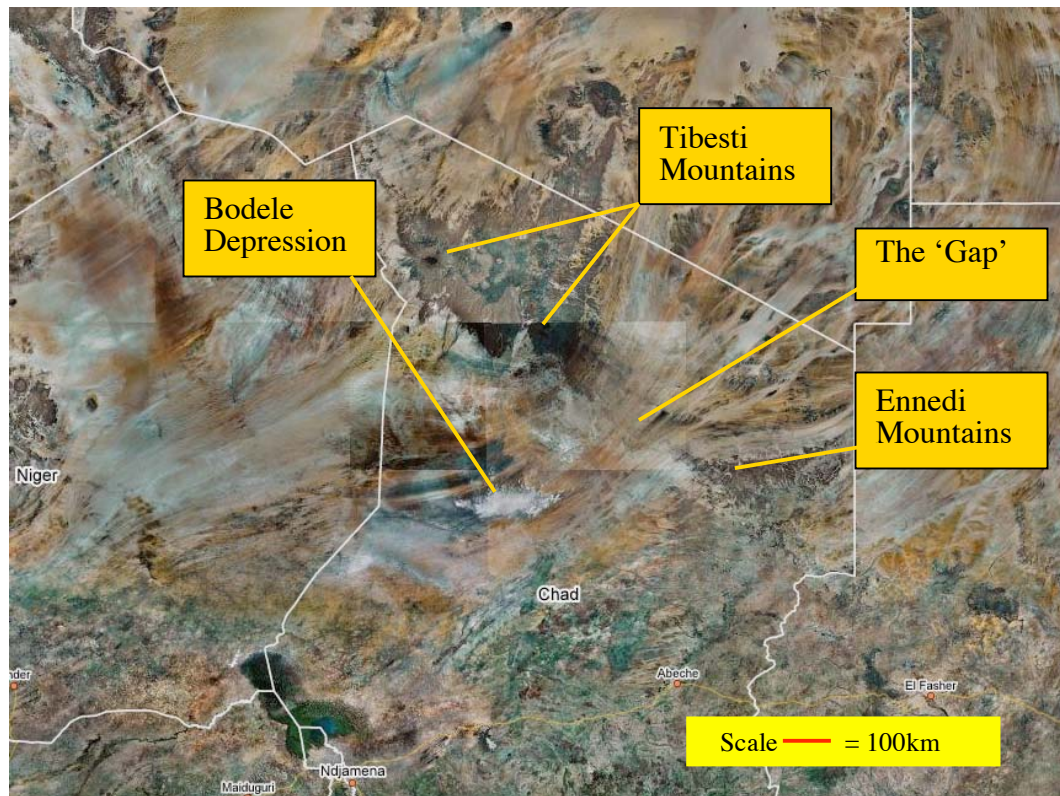 Tibesti
Mountains
Bodele
Depression
The ‘Gap’
Ennedi
Mountains
Niger
Chad
Abeche
El Fasher
nder
Scale = 100km
Ndjamena
Maiduguri